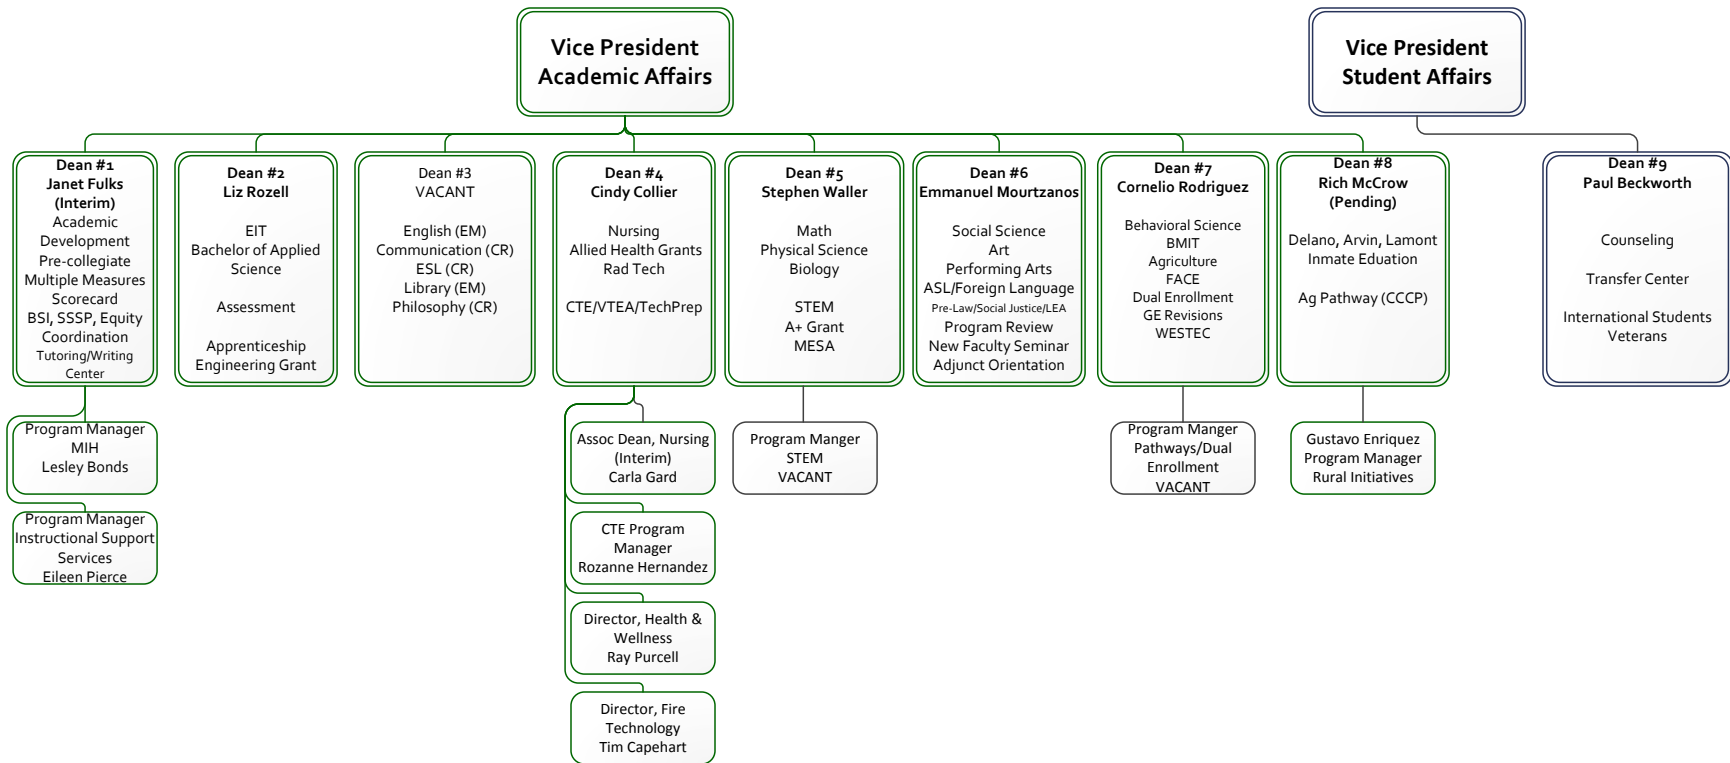 Vice President
Academic Affairs
Vice President
Student Affairs
Dean #1
Janet Fulks
(Interim)
Academic
Development
Pre-collegiate
Multiple Measures
Scorecard
BSI, SSSP, Equity
Coordination
Tutoring/Writing
Center
Dean #2
Liz Rozell
EIT
Bachelor of Applied
Science
Assessment
Apprenticeship
Engineering Grant
Dean #3
VACANT
English (EM)
Communication (CR)
ESL (CR)
Library (EM)
Philosophy (CR)
Dean #4
Cindy Collier
Nursing
Allied Health Grants
Rad Tech
CTE/VTEA/TechPrep
Dean #5
Stephen Waller
Math
Physical Science
Biology
STEM
A+ Grant
MESA
Dean #6
Emmanuel Mourtzanos
Social Science
Art
Performing Arts
ASL/Foreign Language
Pre-Law/Social Justice/LEA
Program Review
New Faculty Seminar
Adjunct Orientation
Dean #7
Cornelio Rodriguez
Behavioral Science
BMIT
Agriculture
FACE
Dual Enrollment
GE Revisions
WESTEC
Dean #8
Rich McCrow
(Pending)
Delano, Arvin, Lamont
Inmate Eduation
Ag Pathway (CCCP)
Dean #9
Paul Beckworth
Counseling
Transfer Center
International Students
Veterans
Program Manager
MIH
Lesley Bonds
Program Manager
Instructional Support
Services
Eileen Pierce
Assoc Dean, Nursing
(Interim)
Carla Gard
CTE Program
Manager
Rozanne Hernandez
Director, Health &
Wellness
Ray Purcell
Director, Fire
Technology
Tim Capehart
Program Manger
STEM
VACANT
Program Manger
Pathways/Dual
Enrollment
VACANT
Gustavo Enriquez
Program Manager
Rural Initiatives